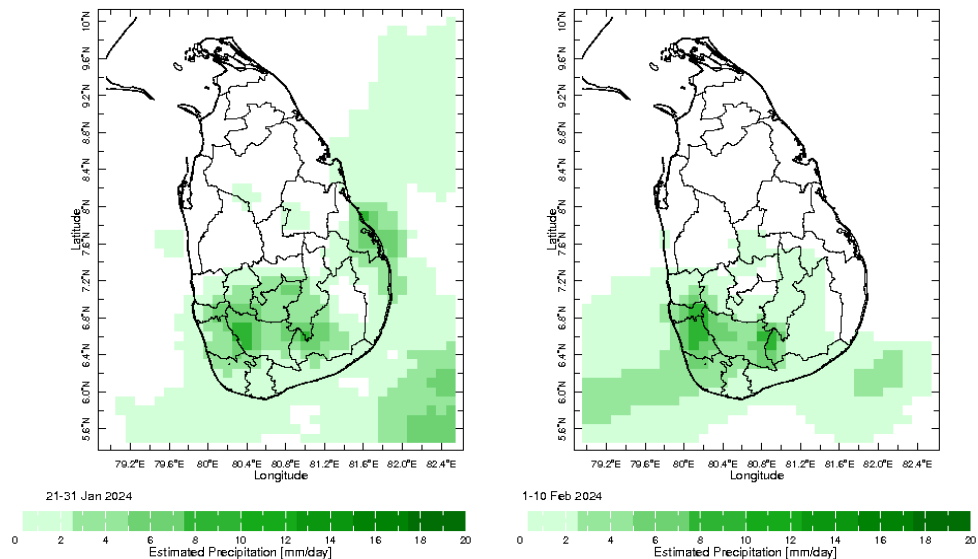 10°N
9.6°N
9.2°N
8.8°N
8.4°N
8°N
7.6°N
7.2°N
6.8°N
6.4°N
6.0°N
5.6°N
Latitude
79.2°E 79.6°E 80°E 80.4°E 80.8°E 81.2°E 81.6°E 82.0°E 82.4°E
Longitude
21-31 Jan 2024
0 2 4 6 8 10 12 14 16 18 20
Estimated Precipitation [mm/day]
10°N
9.6°N
9.2°N
8.8°N
8.4°N
8°N
7.6°N
7.2°N
6.8°N
6.4°N
6.0°N
5.6°N
Latitude
79.2°E 79.6°E 80°E 80.4°E 80.8°E 81.2°E 81.6°E 82.0°E 82.4°E
Longitude
1-10 Feb 2024
0 2 4 6 8 10 12 14 16 18 20
Estimated Precipitation [mm/day]